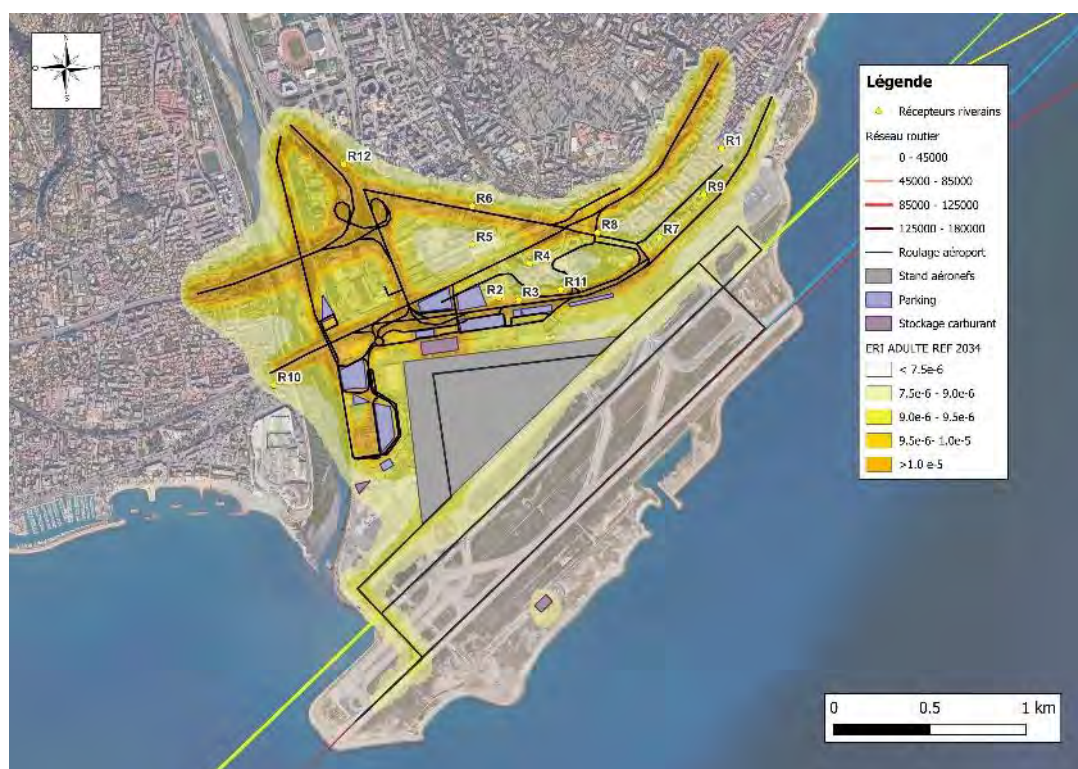 N
O
E
S
Légende
Récepteurs riverains
Réseau routier
0 - 45000
45000 - 85000
85000 - 125000
125000 - 180000
Roulage aéroport
Stand aéronefs
Parking
Stockage carburant
ERI ADULTE REF 2034
< 7.5e-6
7.5e-6 - 9.0e-6
9.0e-6 - 9.5e-6
9.5e-6- 1.0e-5
>1.0 e-5
R1
R12
R9
R6
R8
R7
R5
R4
R11
R2
R3
R10
0 0.5 1 km